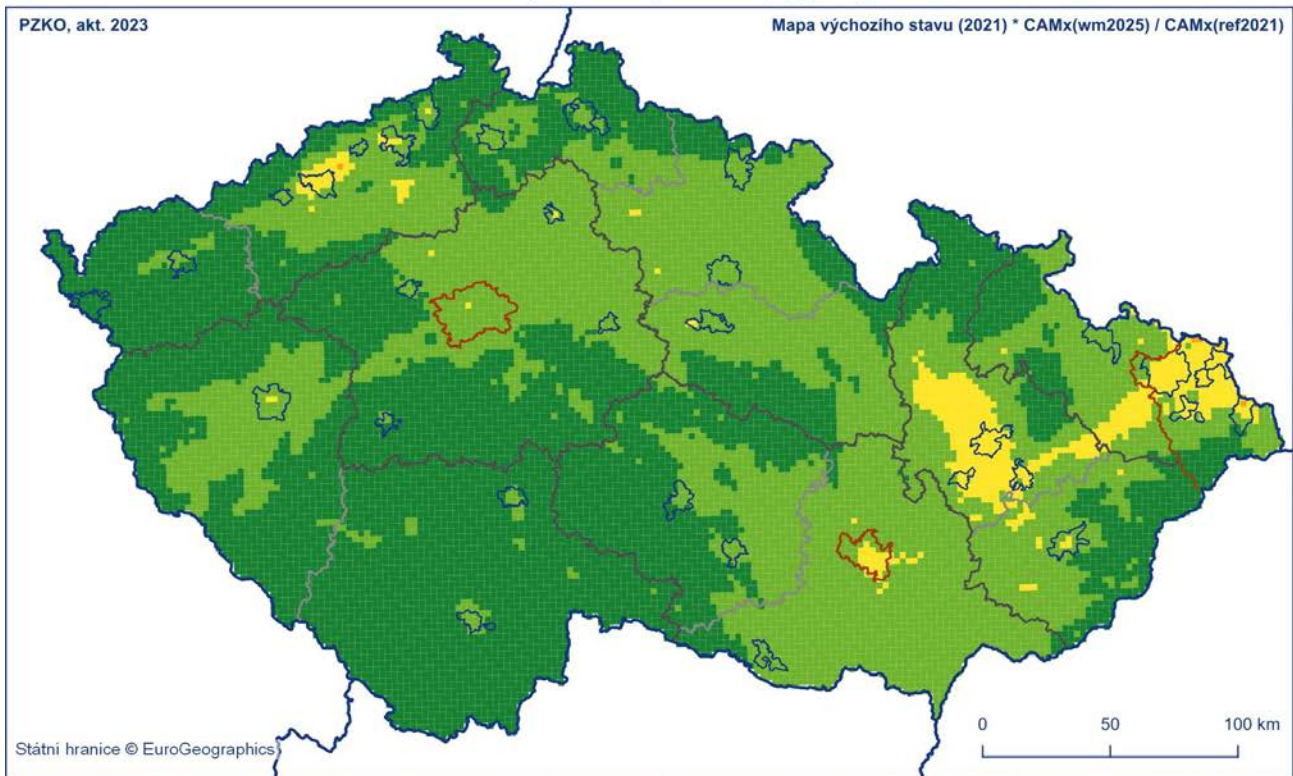 PZKO, akt. 2023
Mapa výchozího stavu (2021) * CAMx(wm2025) / CAMx(ref2021)
0 50 100 km
Státní hranice © EuroGeographics